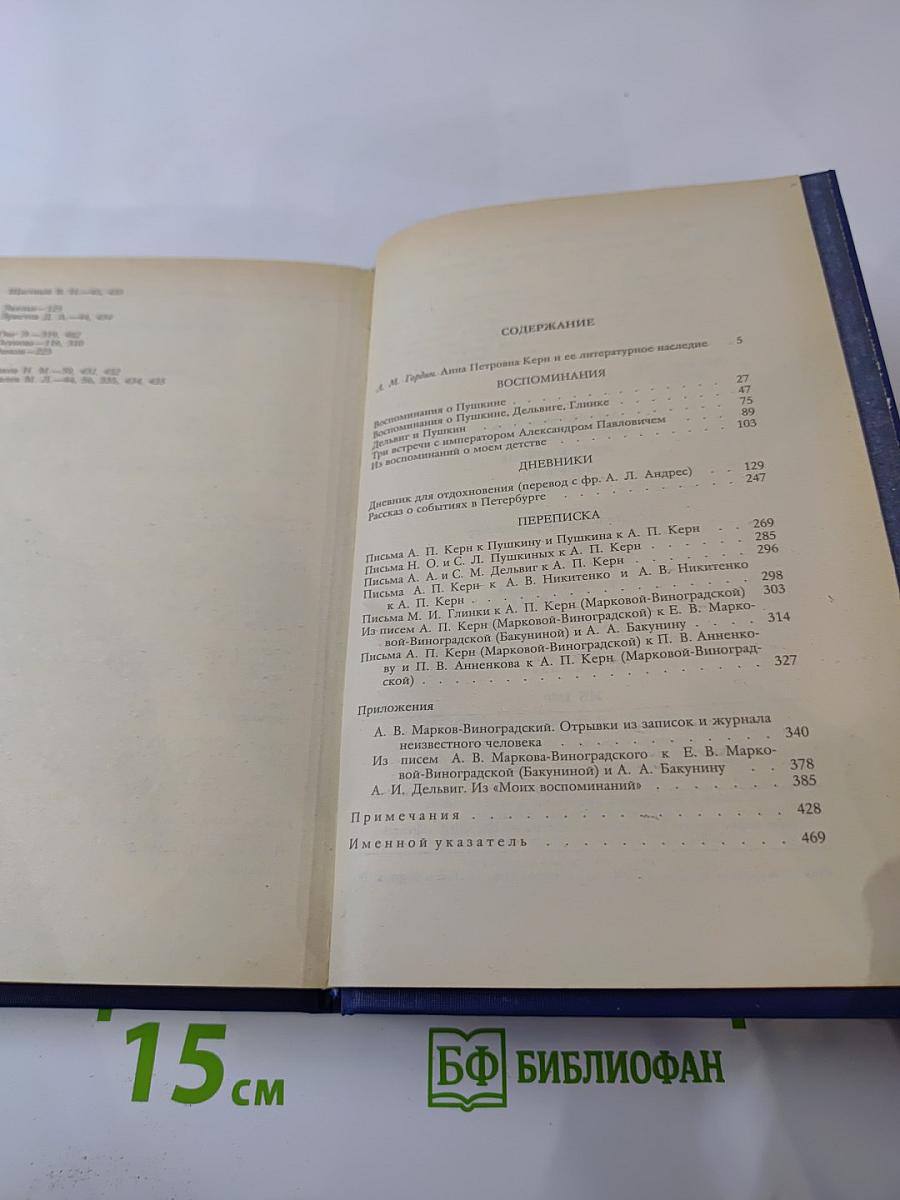 СОДЕРЖАНИЕ
А. М. Гордин. Анна Петровна Керн и ее литературное наследие 5
ВОСПОМИНАНИЯ
Воспоминания о Пушкине . . . . . . . . . . . . 27
Воспоминания о Пушкине, Дельвиге, Глинке . . . . . . 47
Дельвиг и Пушкин . . . . . . . . . . . . 75
Три встречи с императором Александром Павловичем . . . 89
Из воспоминаний о моем детстве . . . . . . . . . 103
ДНЕВНИКИ
Дневник для отдохновения (перевод с фр. А. Л. Андрес) . . 129
Рассказ о событиях в Петербурге . . . . . . . . . 247
ПЕРЕПИСКА
Письма А. П. Керн к Пушкину и Пушкина к А. П. Керн . . 269
Письма Н. О. и С. Л. Пушкиных к А. П. Керн . . . . . . 285
Письма А. А. и С. М. Дельвиг к А. П. Керн . . . . . . 296
Письма А. П. Керн к А. В. Никитенко и А. В. Никитенко
к А. П. Керн . . . . . . . . . . . . . . . 298
Письма М. И. Глинки к А. П. Керн (Марковой-Виноградской) 303
Из писем А. П. Керн (Марковой-Виноградской) к Е. В. Марко-
вой-Виноградской (Бакуниной) и А. А. Бакунину . . . . 314
Письма А. П. Керн (Марковой-Виноградской) к П. В. Анненко-
ву и П. В. Анненкова к А. П. Керн (Марковой-Виноград-
ской) . . . . . . . . . . . . . . . . . . 327
Приложения
А. В. Марков-Виноградский. Отрывки из записок и журнала
неизвестного человека . . . . . . . . . . . . 340
Из писем А. В. Маркова-Виноградского к Е. В. Марко-
вой-Виноградской (Бакуниной) и А. А. Бакунину . . 378
А. И. Дельвиг. Из «Моих воспоминаний» . . . . . . . 385
Примечания . . . . . . . . . . . . . . . 428
Именной указатель . . . . . . . . . . . . . 469
15 см
БФ БИБЛИОФАН